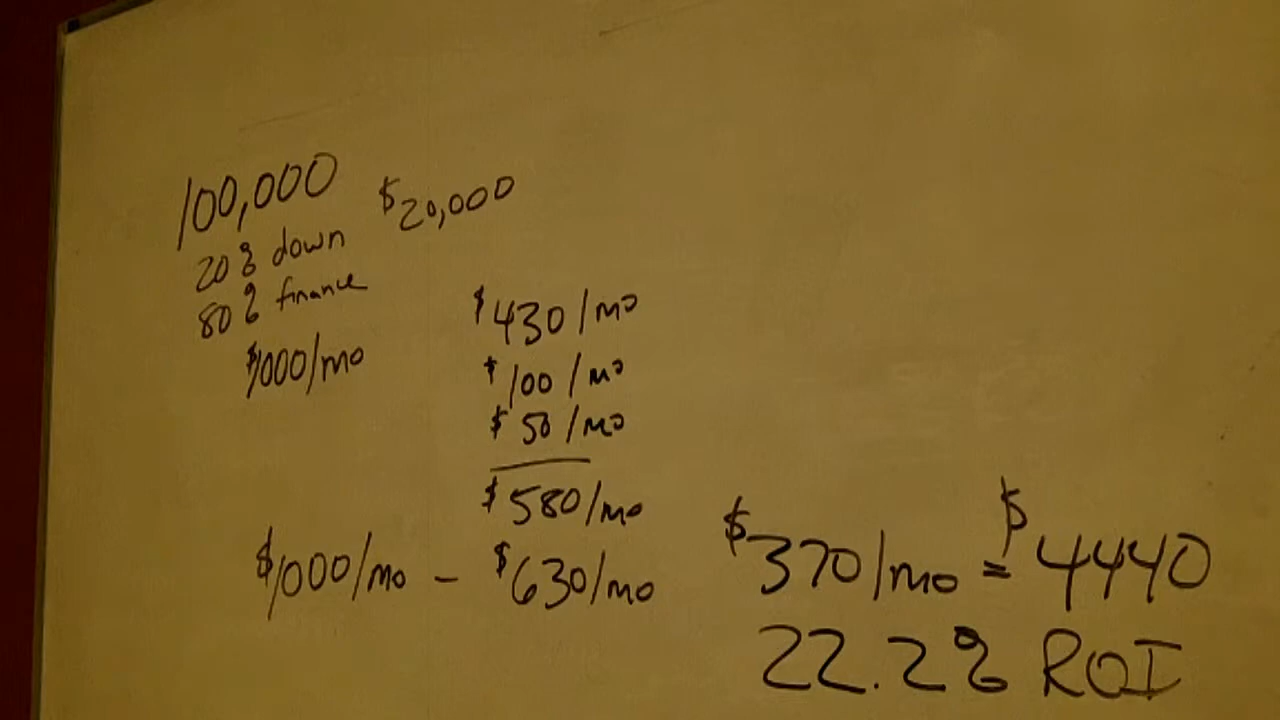 100,000 $20,000
20% down
80% finance
$1000/mo
$430/mo
$100/mo
$50/mo
$580/mo
$1000/mo - $630/mo
$370/mo = $4440
22.2% ROI